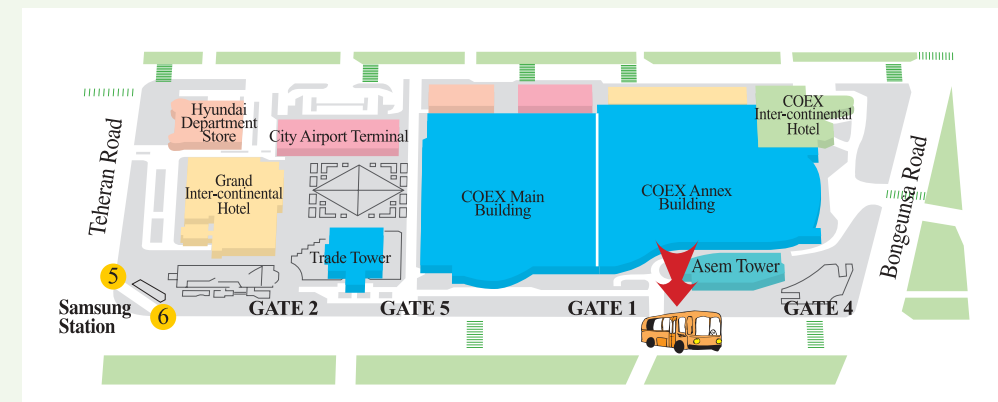 Hyundai
Department
Store
City Airport Terminal
COEX
Inter-continental
Hotel
Teheran Road
Grand
Inter-continental
Hotel
COEX Main
Building
COEX Annex
Building
Bongeunsa Road
Trade Tower
Asem Tower
5
Samsung
Station
6
GATE 2
GATE 5
GATE 1
GATE 4